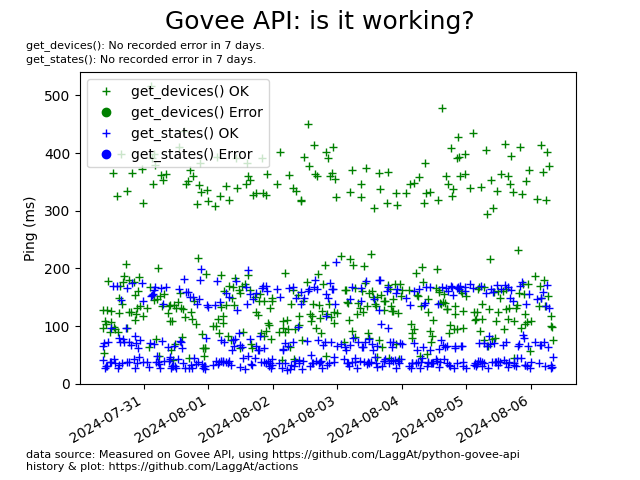 Govee API: is it working?
get_devices(): No recorded error in 7 days.
get_states(): No recorded error in 7 days.
get_devices() OK
get_devices() Error
get_states() OK
get_states() Error
500
400
300
200
100
0
Ping (ms)
2024-07-31
2024-08-01
2024-08-02
2024-08-03
2024-08-04
2024-08-05
2024-08-06
data source: Measured on Govee API, using https://github.com/LaggAt/python-govee-api
history & plot: https://github.com/LaggAt/actions